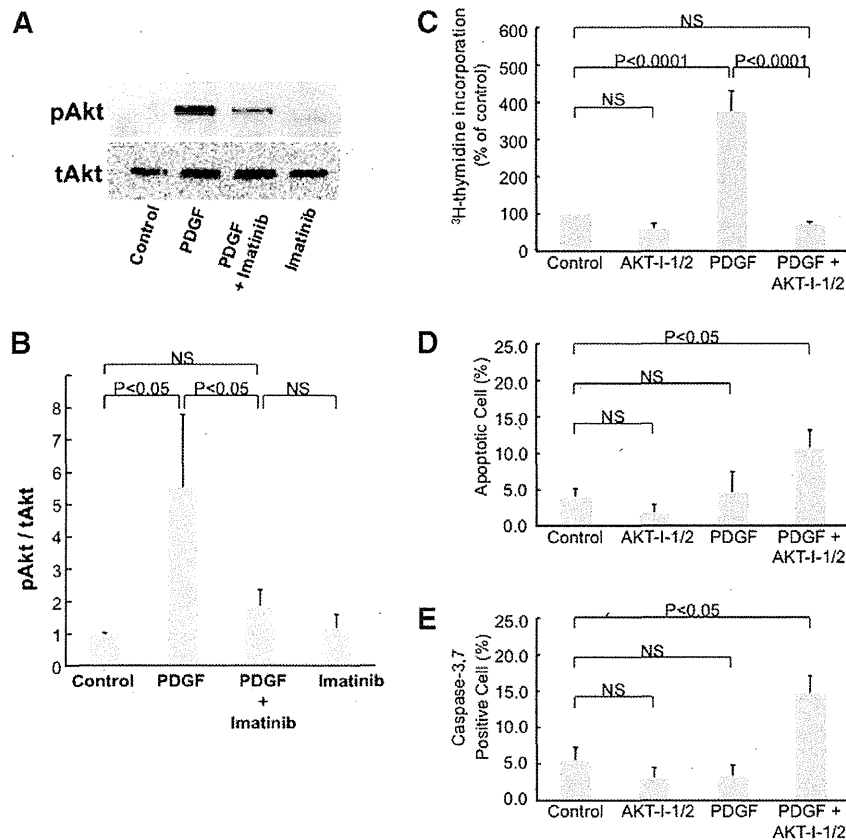 A
pAkt
tAkt
Control
PDGF
PDGF
+ Imatinib
Imatinib
B
NS
P<0.05
P<0.05
NS
pAkt / tAkt
8
7
6
5
4
3
2
1
0
Control
PDGF
PDGF
+
Imatinib
Imatinib
C
NS
P<0.0001
P<0.0001
NS
³H-thymidine incorporation
(% of control)
600
500
400
300
200
100
0
Control
AKT-I-1/2
PDGF
PDGF +
AKT-I-1/2
D
P<0.05
NS
NS
Apoptotic Cell (%)
25.0
20.0
15.0
10.0
5.0
0.0
Control
AKT-I-1/2
PDGF
PDGF +
AKT-I-1/2
E
P<0.05
NS
NS
Caspase-3,7
Positive Cell (%)
25.0
20.0
15.0
10.0
5.0
0.0
Control
AKT-I-1/2
PDGF
PDGF +
AKT-I-1/2